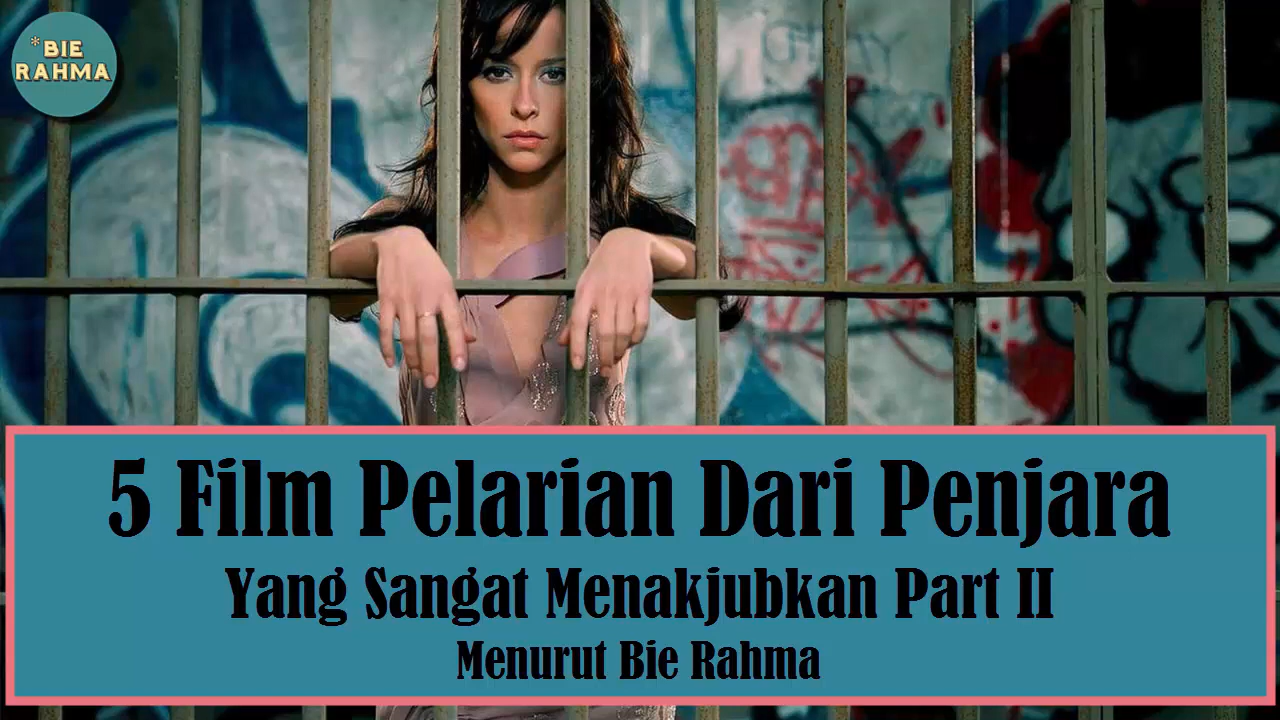 *BIE
RAHMA
5 Film Pelarian Dari Penjara
Yang Sangat Menakjubkan Part II
Menurut Bie Rahma